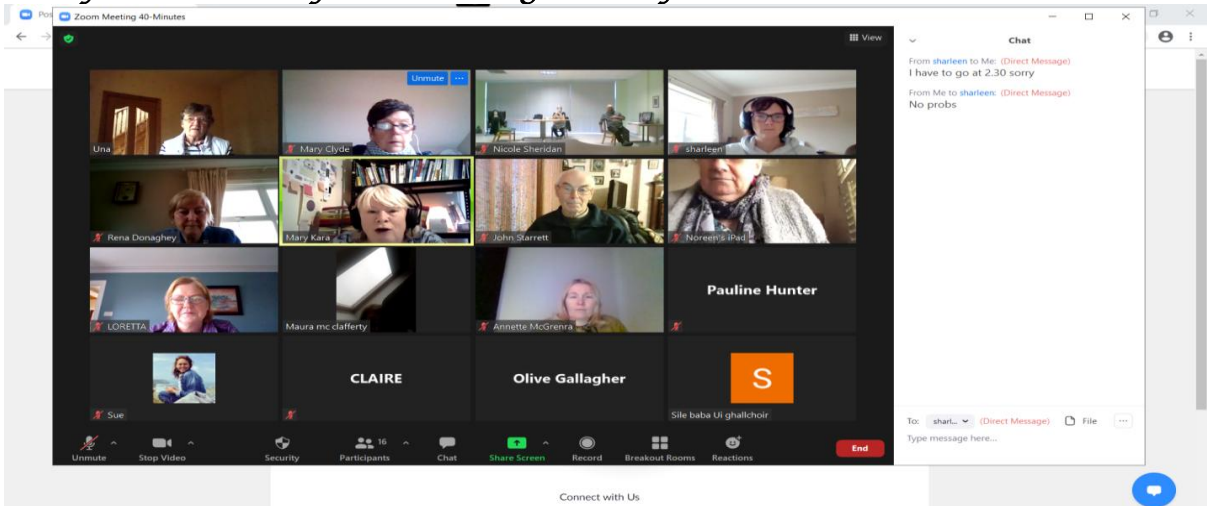 Pos
Zoom Meeting 40-Minutes
View
Una
Mary Clyde
Unmute ...
Nicole Sheridan
sharleen
Rena Donaghey
Mary Kara
John Starrett
Noreen's iPad
LORETTA
Maura mc clafferty
Annette McGrenra
Pauline Hunter
Sue
CLAIRE
Olive Gallagher
S
Sile baba Ui ghallchoir
Unmute
Stop Video
Security
16
Participants
Chat
Share Screen
Record
Breakout Rooms
Reactions
End
Chat
From sharleen to Me: (Direct Message)
I have to go at 2.30 sorry
From Me to sharleen: (Direct Message)
No probs
To: sharl... (Direct Message) File ...
Type message here...
Connect with Us